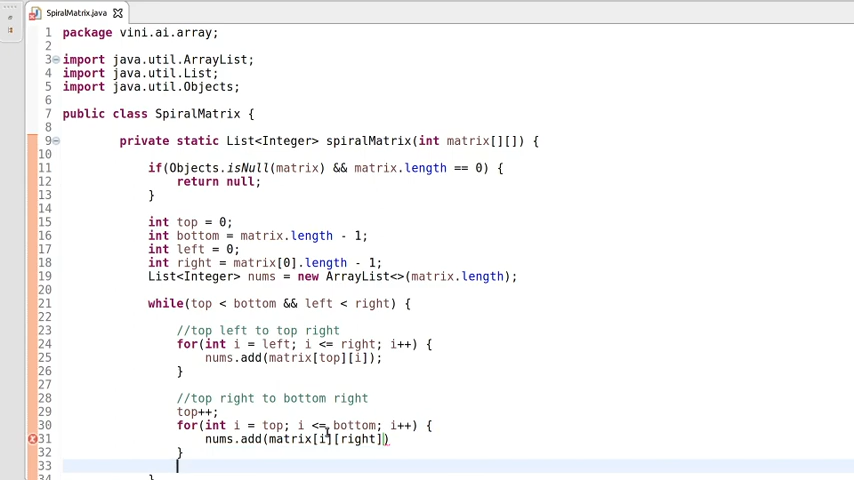 SpiralMatrix.java
1 package vini.ai.array;
2
3 import java.util.ArrayList;
4 import java.util.List;
5 import java.util.Objects;
6
7 public class SpiralMatrix {
8
9 private static List<Integer> spiralMatrix(int matrix[][]) {
10
11 if(Objects.isNull(matrix) && matrix.length == 0) {
12 return null;
13 }
14
15 int top = 0;
16 int bottom = matrix.length - 1;
17 int left = 0;
18 int right = matrix[0].length - 1;
19 List<Integer> nums = new ArrayList<>(matrix.length);
20
21 while(top < bottom && left < right) {
22
23 //top left to top right
24 for(int i = left; i <= right; i++) {
25 nums.add(matrix[top][i]);
26 }
27
28 //top right to bottom right
29 top++;
30 for(int i = top; i <= bottom; i++) {
31 nums.add(matrix[i][right])
32 }
33
34 }